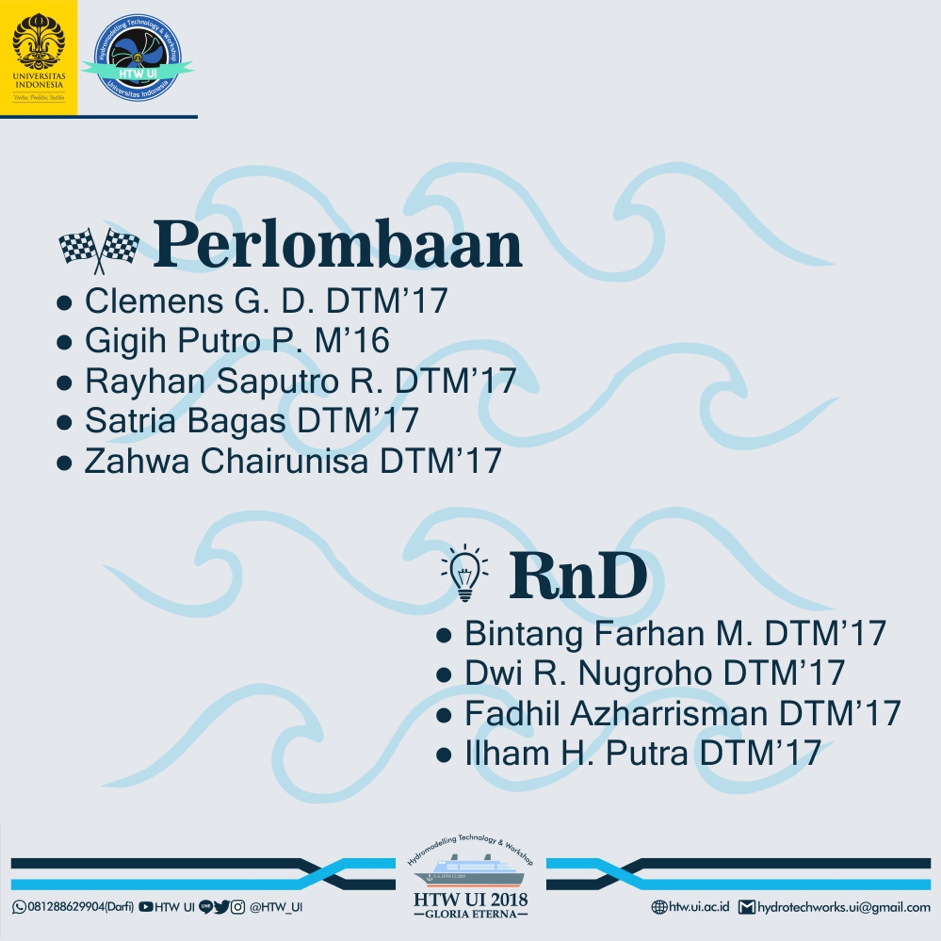 UNIVERSITAS
INDONESIA
Veritas, Probitas, Iustitia
Hydromodelling Technology & Workshop
HTW UI
Universitas Indonesia
Perlombaan
● Clemens G. D. DTM’17
● Gigih Putro P. M’16
● Rayhan Saputro R. DTM’17
● Satria Bagas DTM’17
● Zahwa Chairunisa DTM’17
RnD
● Bintang Farhan M. DTM’17
● Dwi R. Nugroho DTM’17
● Fadhil Azharrisman DTM’17
● Ilham H. Putra DTM’17
Hydromodelling Technology & Workshop
HTW UI 2018
—GLORIA ETERNA—
081288629904(Darfi) HTW UI LINE @HTW_UI
htw.ui.ac.id hydrotechworks.ui@gmail.com